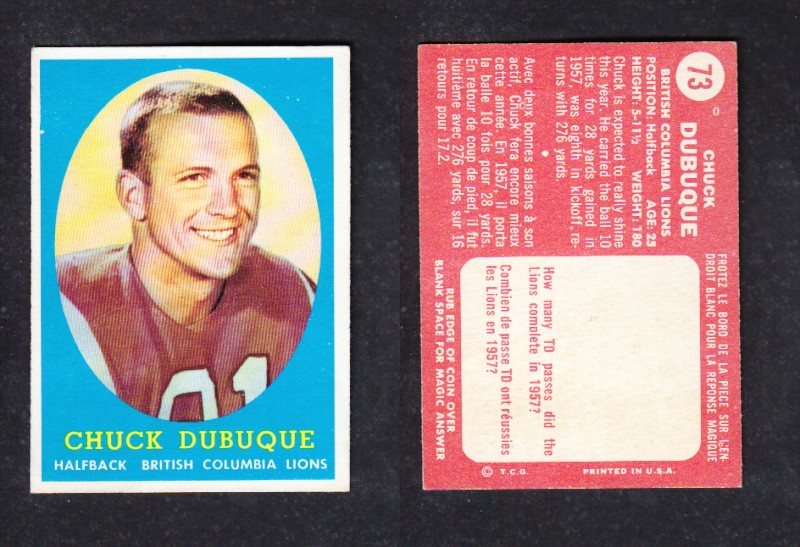 91
CHUCK DUBUQUE
HALFBACK BRITISH COLUMBIA LIONS
73
O
CHUCK
DUBUQUE
BRITISH COLUMBIA LIONS
POSITION: Halfback AGE: 23
HEIGHT: 5-11½ WEIGHT: 180
Chuck is expected to really shine
this year. He carried the ball 10
times for 28 yards gained in
1957, was eighth in kickoff, re-
turns with 276 yards.
•
Avec deux bonnes saisons à son
actif, Chuck fera encore mieux
cette année. En 1957, il porta
la balle 10 fois pour 28 yards.
En retour de coup de pied, il fut
huitième avec 276 yards, sur 16
retours pour 17.2.
FROTEZ LE BORD DE LA PIECE SUR L'EN-
DROIT BLANC POUR LA REPONSE MAGIQUE
How many TD passes did the
Lions complete in 1957?
Combien de passe TD ont réussies
les Lions en 1957?
RUB EDGE OF COIN OVER
BLANK SPACE FOR MAGIC ANSWER
© T.C.G. PRINTED IN U.S.A.